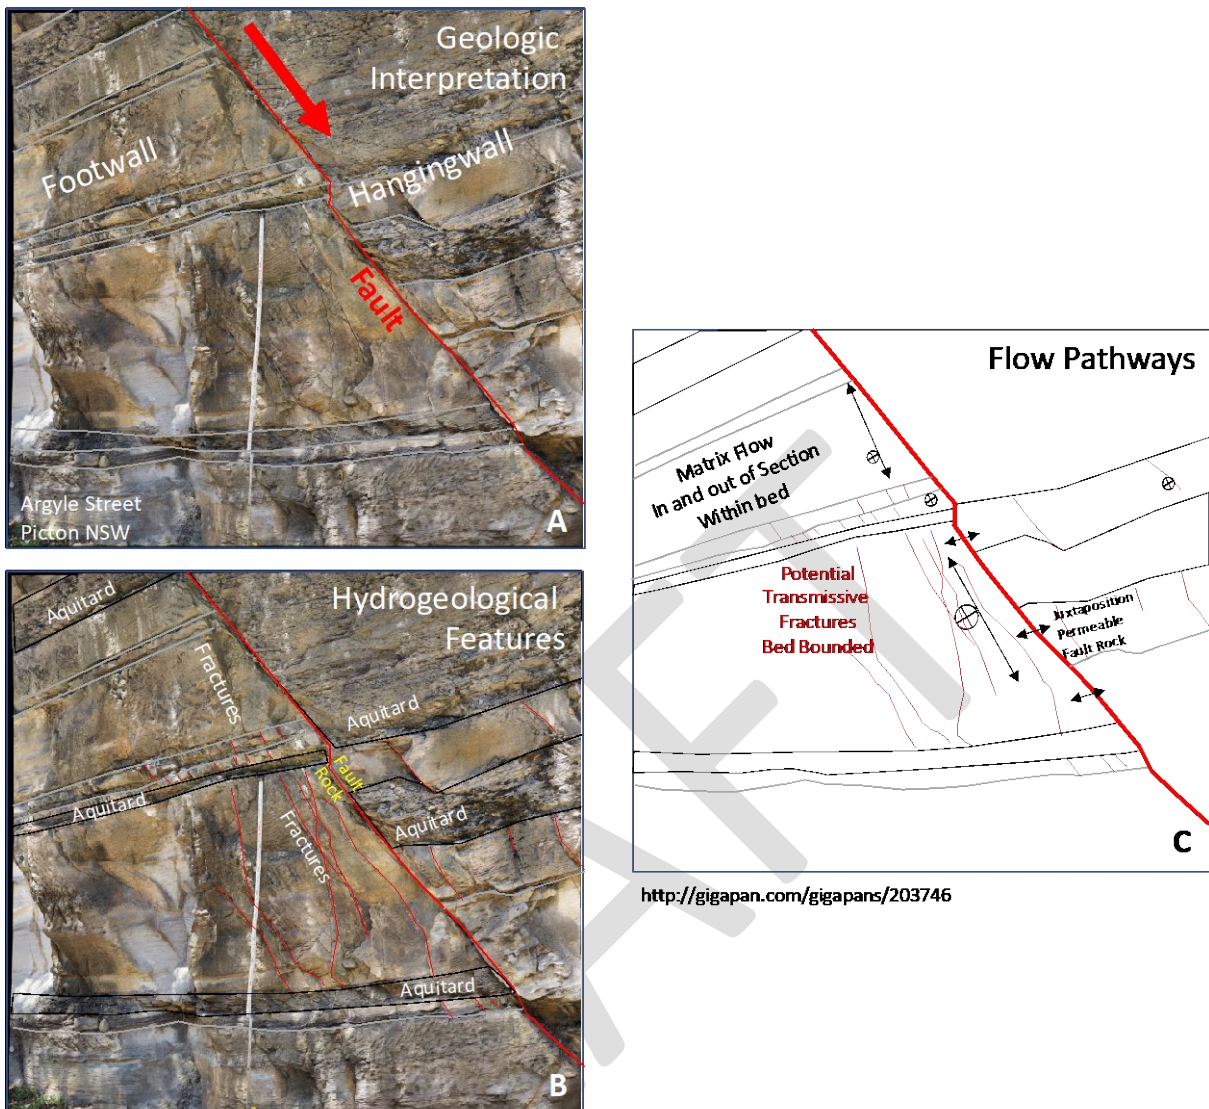 Geologic
Interpretation
Footwall
Hangingwall
Fault
Argyle Street
Picton NSW
A
Hydrogeological
Features
Aquitard
Fractures
Aquitard
Fault
Rock
Aquitard
Aquitard
Fractures
Aquitard
B
Flow Pathways
Matrix Flow
In and out of Section
Within bed
Potential
Transmissive
Fractures
Bed Bounded
Juxtaposition
Permeable
Fault Rock
C
http://gigapan.com/gigapans/203746
AFT